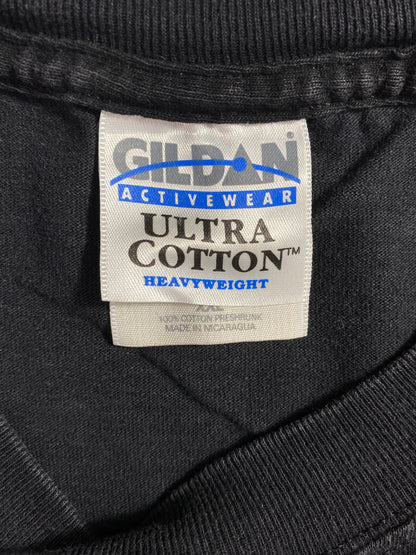 GILDAN
ACTIVEWEAR
ULTRA
COTTON™
HEAVYWEIGHT
XXL
100% COTTON PRESHRUNK
MADE IN NICARAGUA